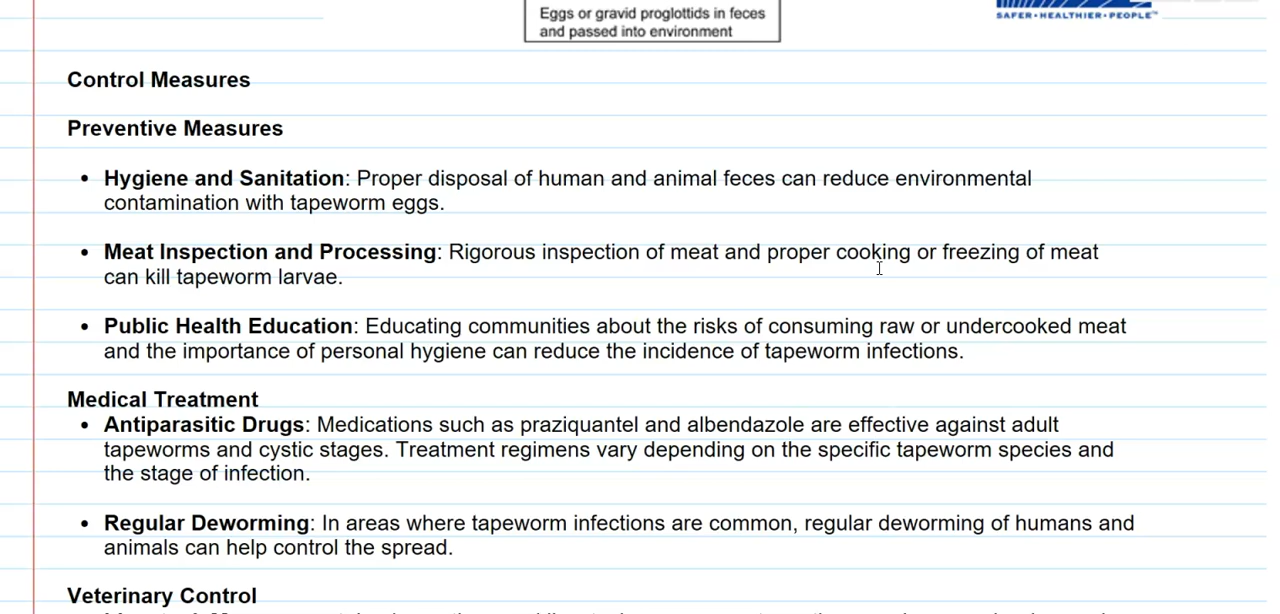 Eggs or gravid proglottids in feces
and passed into environment
SAFER•HEALTHIER•PEOPLE™
Control Measures
Preventive Measures
• Hygiene and Sanitation: Proper disposal of human and animal feces can reduce environmental
contamination with tapeworm eggs.
• Meat Inspection and Processing: Rigorous inspection of meat and proper cooking or freezing of meat
can kill tapeworm larvae.
• Public Health Education: Educating communities about the risks of consuming raw or undercooked meat
and the importance of personal hygiene can reduce the incidence of tapeworm infections.
Medical Treatment
• Antiparasitic Drugs: Medications such as praziquantel and albendazole are effective against adult
tapeworms and cystic stages. Treatment regimens vary depending on the specific tapeworm species and
the stage of infection.
• Regular Deworming: In areas where tapeworm infections are common, regular deworming of humans and
animals can help control the spread.
Veterinary Control